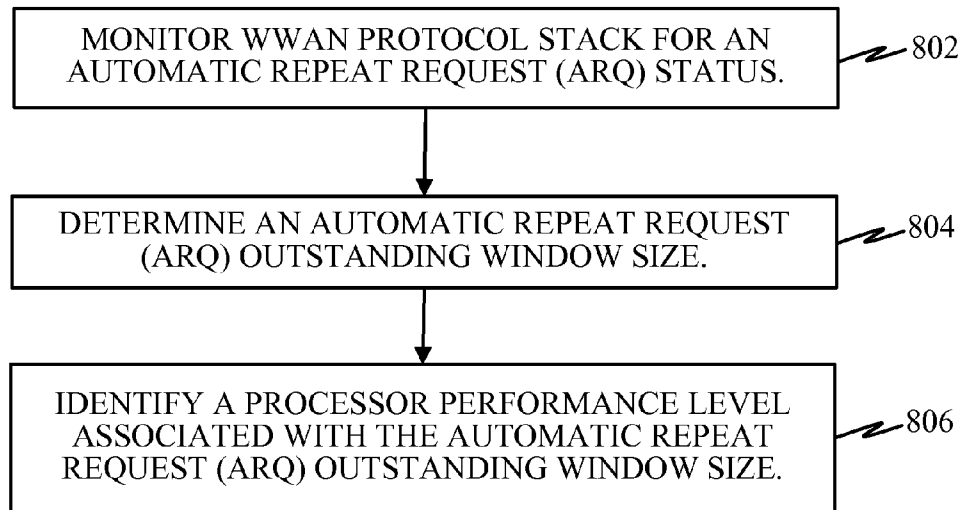 MONITOR WWAN PROTOCOL STACK FOR AN
AUTOMATIC REPEAT REQUEST (ARQ) STATUS.
802
DETERMINE AN AUTOMATIC REPEAT REQUEST
(ARQ) OUTSTANDING WINDOW SIZE.
804
IDENTIFY A PROCESSOR PERFORMANCE LEVEL
ASSOCIATED WITH THE AUTOMATIC REPEAT
REQUEST (ARQ) OUTSTANDING WINDOW SIZE.
806